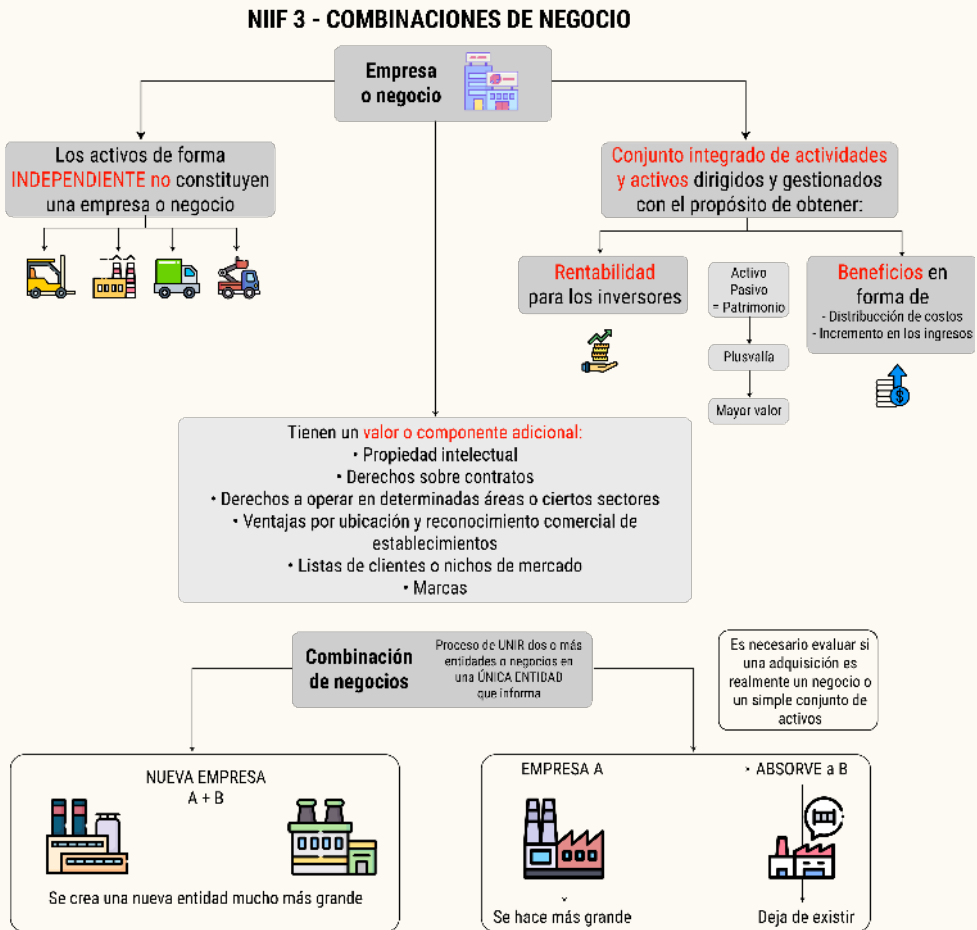 NIIF 3 - COMBINACIONES DE NEGOCIO
Empresa
o negocio
Los activos de forma
INDEPENDIENTE no constituyen
una empresa o negocio
Conjunto integrado de actividades
y activos dirigidos y gestionados
con el propósito de obtener:
Rentabilidad
para los inversores
Activo
Pasivo
= Patrimonio
Plusvalía
Mayor valor
Beneficios en
forma de
- Distribucción de costos
- Incremento en los ingresos
Tienen un valor o componente adicional:
• Propiedad intelectual
• Derechos sobre contratos
• Derechos a operar en determinadas áreas o ciertos sectores
• Ventajas por ubicación y reconocimiento comercial de
establecimientos
• Listas de clientes o nichos de mercado
• Marcas
Combinación
de negocios
Proceso de UNIR dos o más
entidades o negocios en
una ÚNICA ENTIDAD
que informa
Es necesario evaluar si
una adquisición es
realmente un negocio o
un simple conjunto de
activos
NUEVA EMPRESA
A + B
Se crea una nueva entidad mucho más grande
EMPRESA A
ABSORVE a B
Se hace más grande
Deja de existir